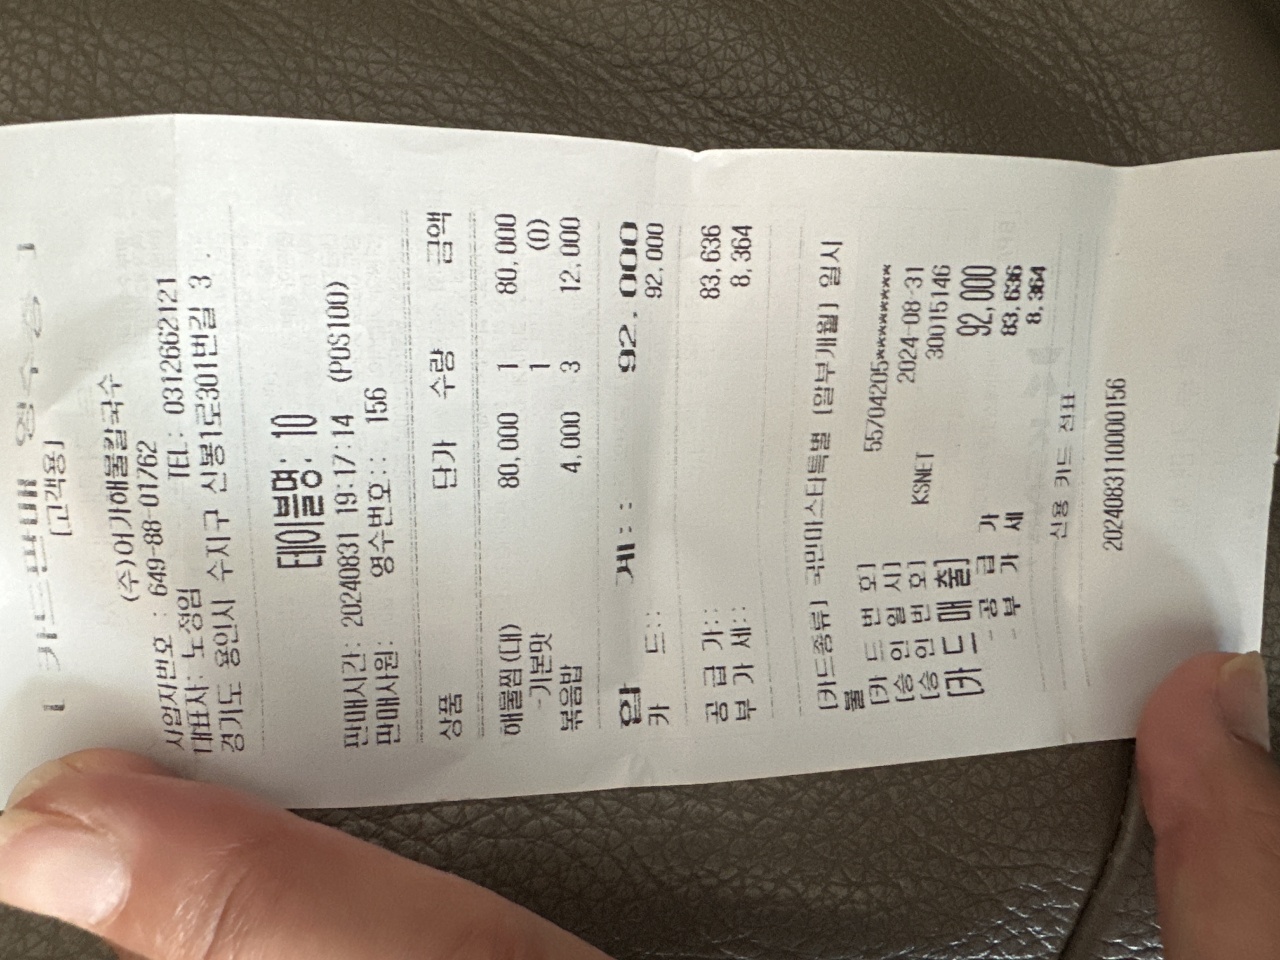 [ 카드판매 영수증 ]
[고객용]
(주)어가해물칼국수
사업자번호 : 649-88-01762
대표자: 노정임 TEL: 0312662121
경기도 용인시 수지구 신봉1로301번길 3 .
테이블명: 10
판매시간: 20240831 19:17:14 (POS100)
판매사원: 영수번호:: 156
상품 단가 수량 금액
해물찜(대) 80,000 1 80,000
-기본맛 1 (0)
볶음밥 4,000 3 12,000
합 계:: 92,000
카 드:: 92,000
공 급 가:: 83,636
부 가 세:: 8,364
[카드종류] 국민마스타특별 [할부개월] 일시
불
[카 드 번 호] 55704205********
[승 인 일 시] 2024-08-31
[승 인 번 호] KSNET 30015146
[카 드 매 출] 92,000
- 공 급 가 83,636
- 부 가 세 8,364
신용 카드 전표
2024083110000156